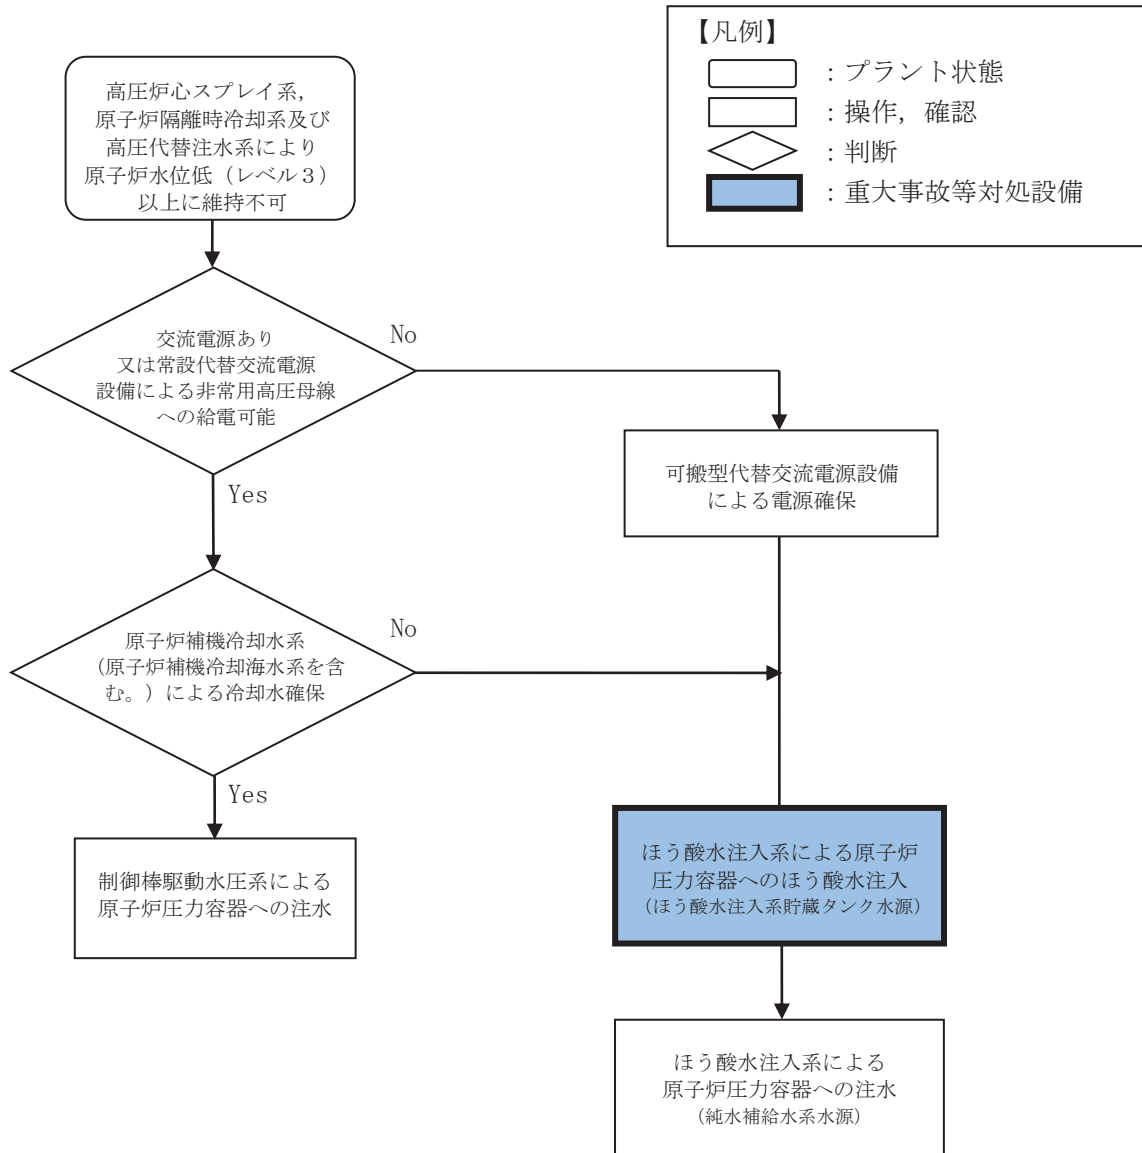 【凡例】
：プラント状態
：操作，確認
：判断
：重大事故等対処設備
高圧炉心スプレイ系，
原子炉隔離時冷却系及び
高圧代替注水系により
原子炉水位低（レベル３）
以上に維持不可
交流電源あり
又は常設代替交流電源
設備による非常用高圧母線
への給電可能
No
Yes
可搬型代替交流電源設備
による電源確保
原子炉補機冷却水系
（原子炉補機冷却海水系を含
む。）による冷却水確保
No
Yes
制御棒駆動水圧系による
原子炉圧力容器への注水
ほう酸水注入系による原子炉
圧力容器へのほう酸水注入
（ほう酸水注入系貯蔵タンク水源）
ほう酸水注入系による
原子炉圧力容器への注水
（純水補給水系水源）